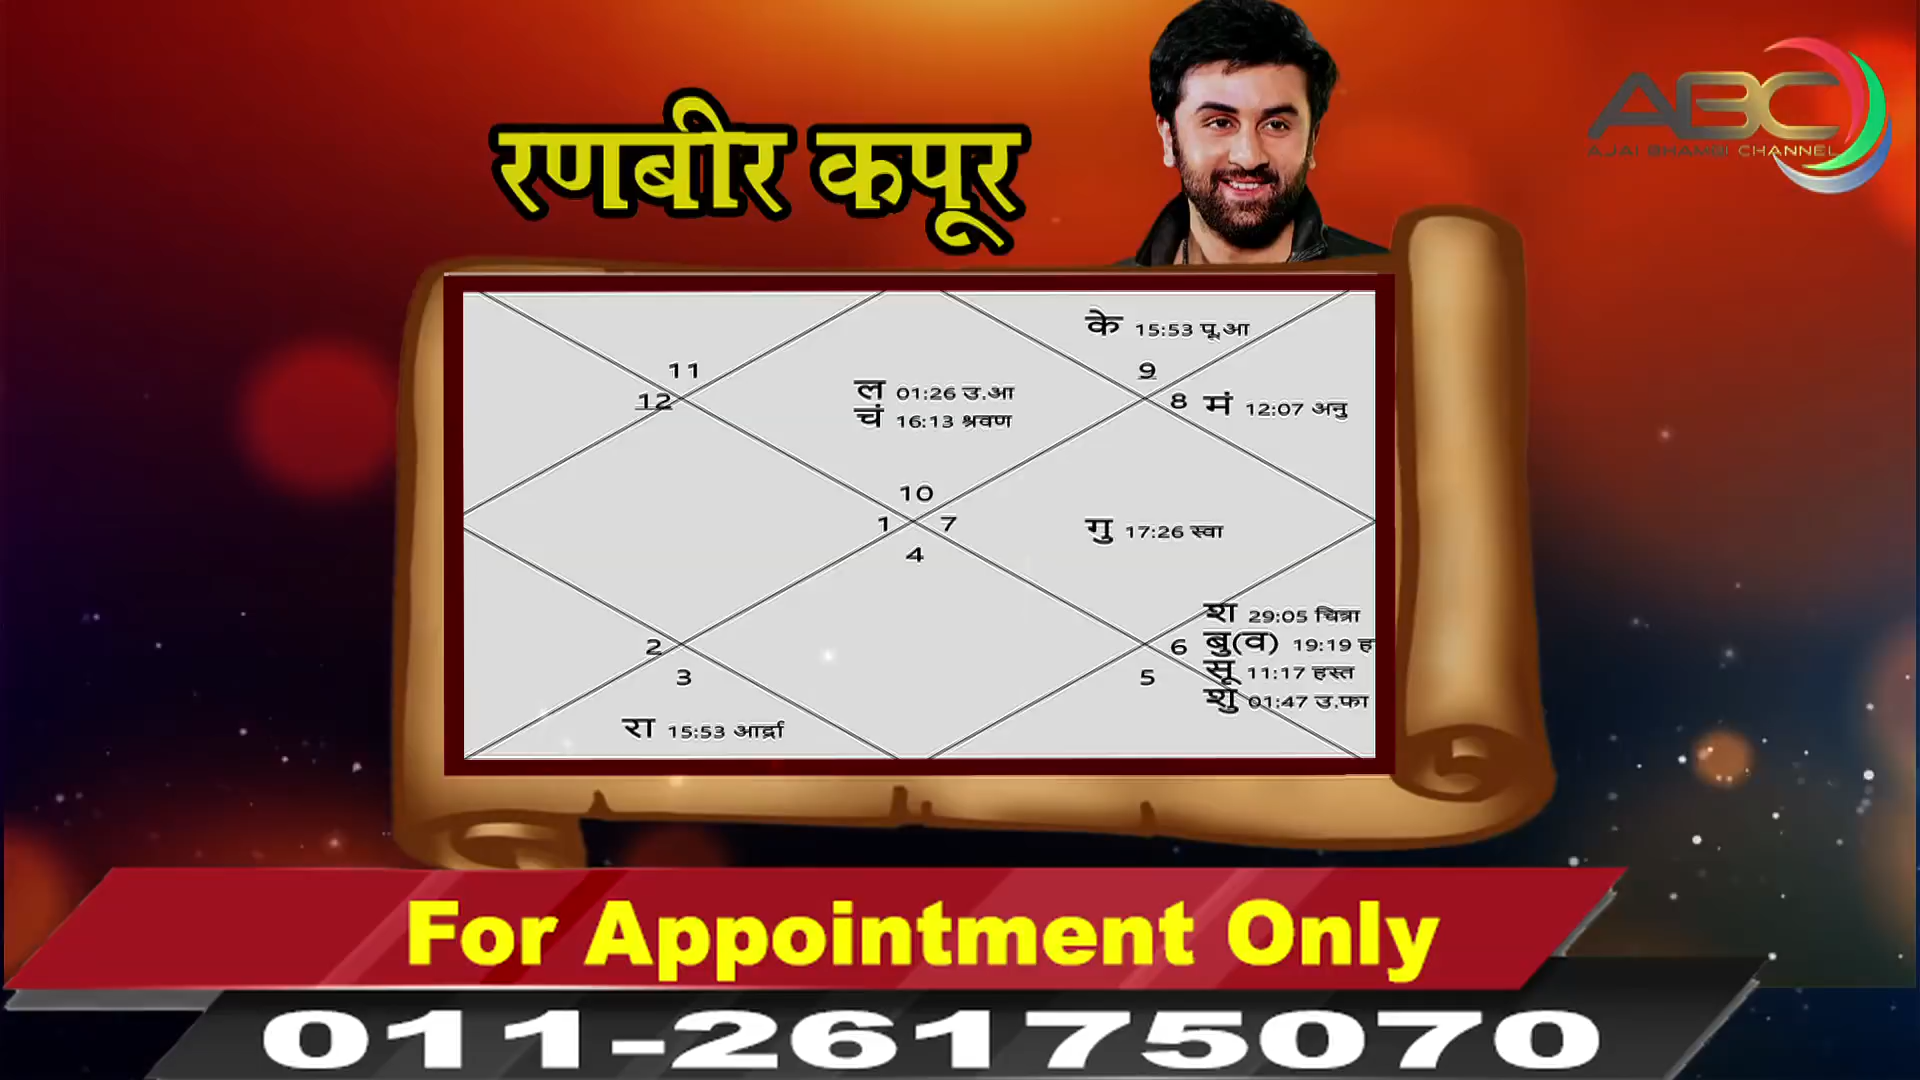 रणबीर कपूर
ABC
AJAI BHAMBI CHANNEL
के 15:53 पू.आ
11
9
12
ल 01:26 उ.आ
8 मं 12:07 अनु
चं 16:13 श्रवण
10
1 7
गु 17:26 स्वा
4
श 29:05 चित्रा
2
6 बु(व) 19:19 ह
3
5
सू 11:17 हस्त
शु 01:47 उ.फा
रा 15:53 आर्द्रा
For Appointment Only
011-26175070